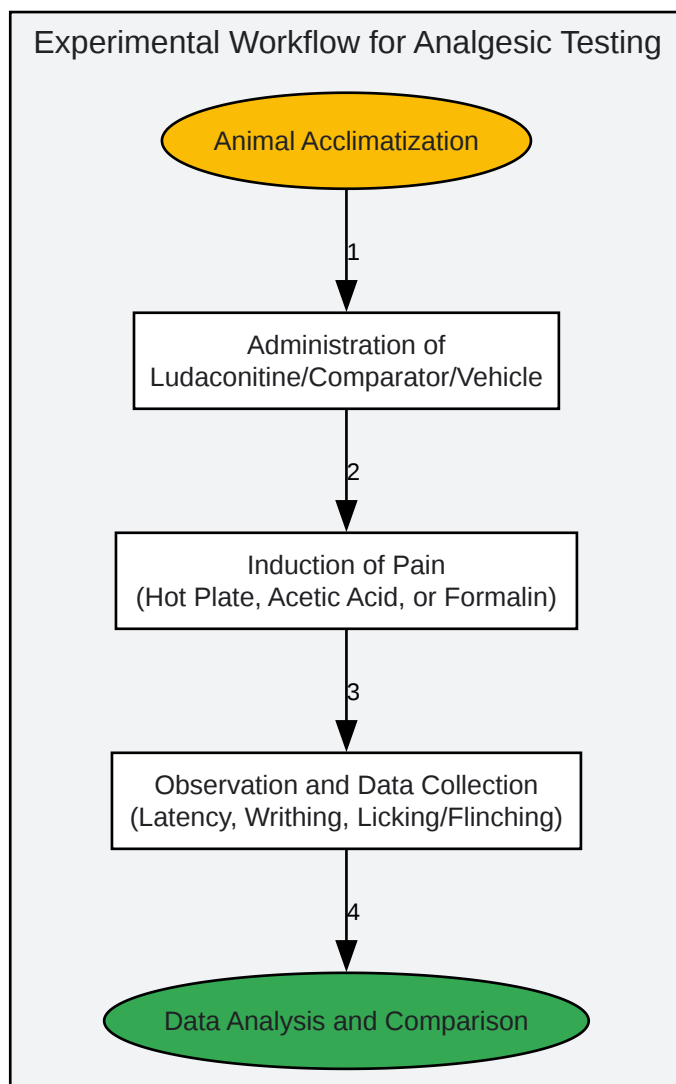 Experimental Workflow for Analgesic Testing
Animal Acclimatization
1
Administration of
Ludaconitine/Comparator/Vehicle
2
Induction of Pain
(Hot Plate, Acetic Acid, or Formalin)
3
Observation and Data Collection
(Latency, Writhing, Licking/Flinching)
4
Data Analysis and Comparison